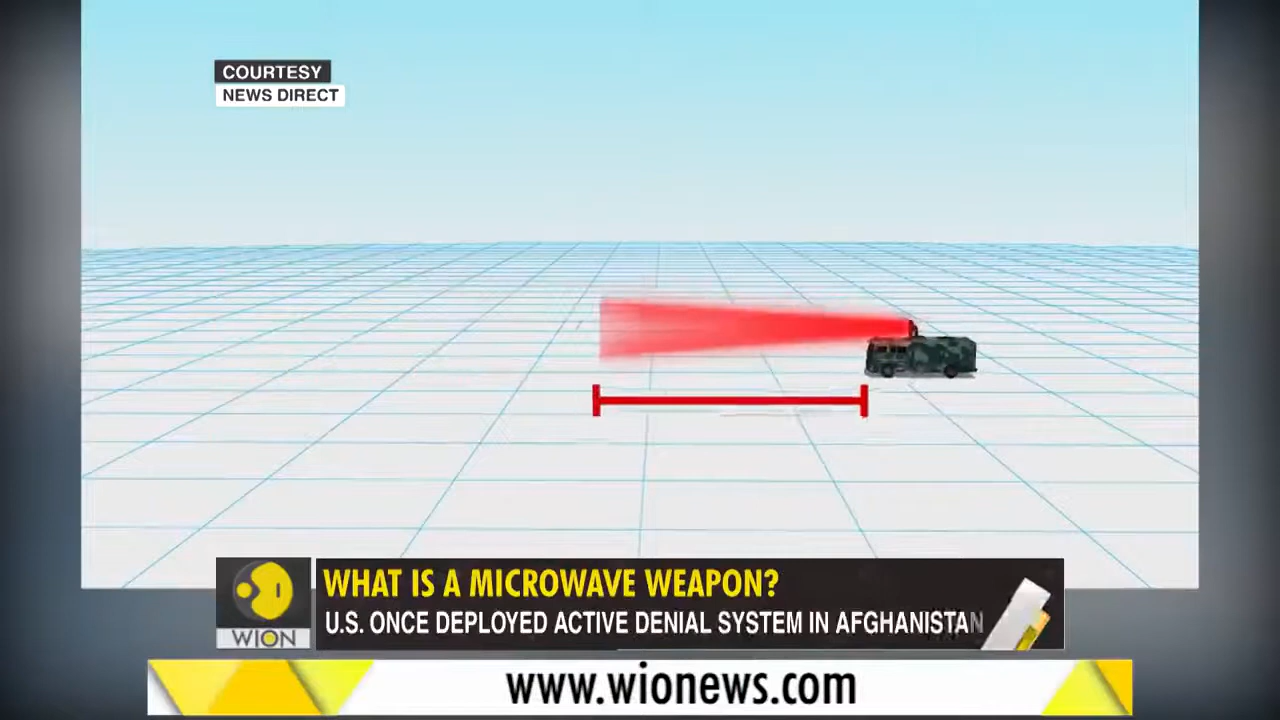 COURTESY
NEWS DIRECT
WHAT IS A MICROWAVE WEAPON?
U.S. ONCE DEPLOYED ACTIVE DENIAL SYSTEM IN AFGHANISTAN
WION
www.wionews.com